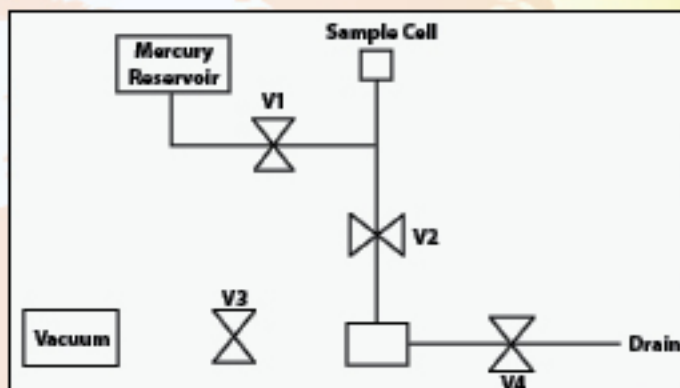 Sample Cell
Mercury
Reservoir
V1
V2
V3
Vacuum
Drain
V4